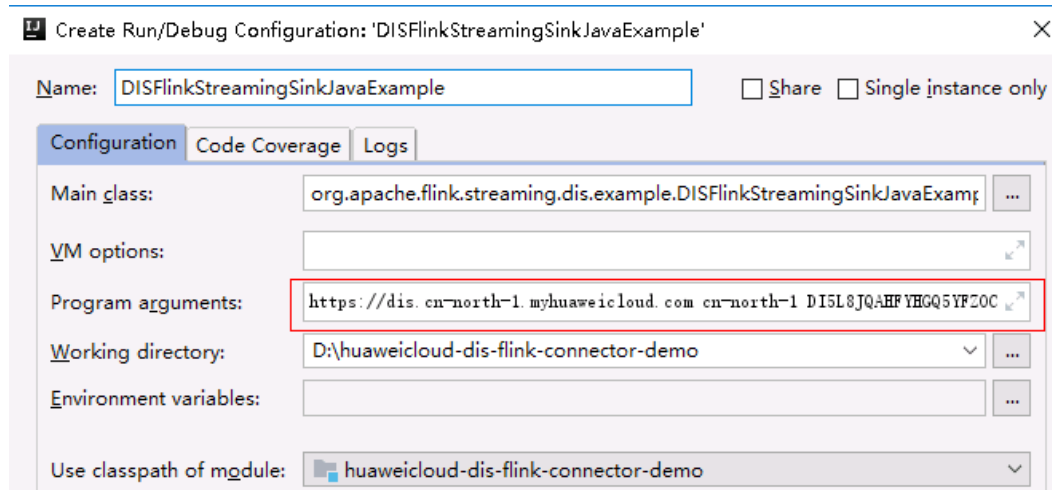 Create Run/Debug Configuration: 'DISFlinkStreamingSinkJavaExample'
Name: DISFlinkStreamingSinkJavaExample Share Single instance only
Configuration Code Coverage Logs
Main class: org.apache.flink.streaming.dis.example.DISFlinkStreamingSinkJavaExamp ...
VM options:
Program arguments: https://dis.cn-north-1.myhuaweicloud.com cn-north-1 DI5L8JQAHFYHGQ5YFZOC
Working directory: D:\huaweicloud-dis-flink-connector-demo ...
Environment variables: ...
Use classpath of module: huaweicloud-dis-flink-connector-demo